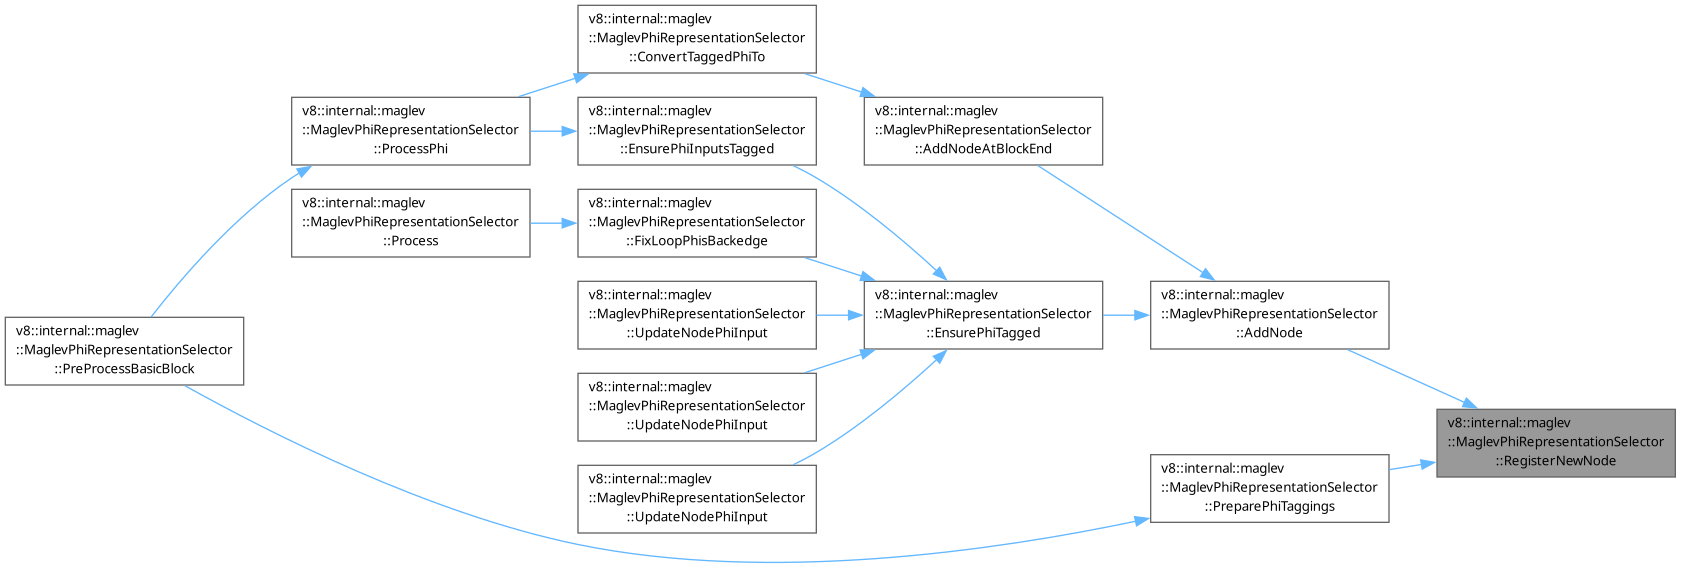 v8::internal::maglev
::MaglevPhiRepresentationSelector
::ConvertTaggedPhiTo
v8::internal::maglev
::MaglevPhiRepresentationSelector
::ProcessPhi
v8::internal::maglev
::MaglevPhiRepresentationSelector
::EnsurePhiInputsTagged
v8::internal::maglev
::MaglevPhiRepresentationSelector
::AddNodeAtBlockEnd
v8::internal::maglev
::MaglevPhiRepresentationSelector
::Process
v8::internal::maglev
::MaglevPhiRepresentationSelector
::FixLoopPhisBackedge
v8::internal::maglev
::MaglevPhiRepresentationSelector
::UpdateNodePhiInput
v8::internal::maglev
::MaglevPhiRepresentationSelector
::EnsurePhiTagged
v8::internal::maglev
::MaglevPhiRepresentationSelector
::AddNode
v8::internal::maglev
::MaglevPhiRepresentationSelector
::PreProcessBasicBlock
v8::internal::maglev
::MaglevPhiRepresentationSelector
::UpdateNodePhiInput
v8::internal::maglev
::MaglevPhiRepresentationSelector
::RegisterNewNode
v8::internal::maglev
::MaglevPhiRepresentationSelector
::PreparePhiTaggings
v8::internal::maglev
::MaglevPhiRepresentationSelector
::UpdateNodePhiInput